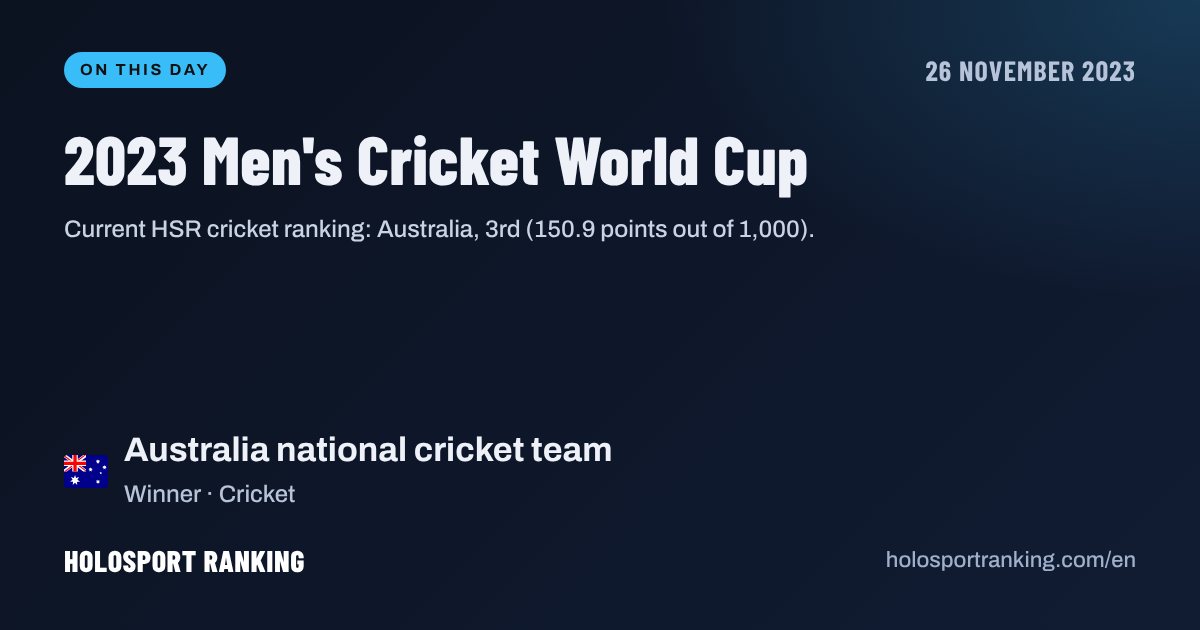 ON THIS DAY
26 NOVEMBER 2023
2023 Men's Cricket World Cup
Current HSR cricket ranking: Australia, 3rd (150.9 points out of 1,000).
Australia national cricket team
Winner · Cricket
HOLOSPORT RANKING
holosportranking.com/en